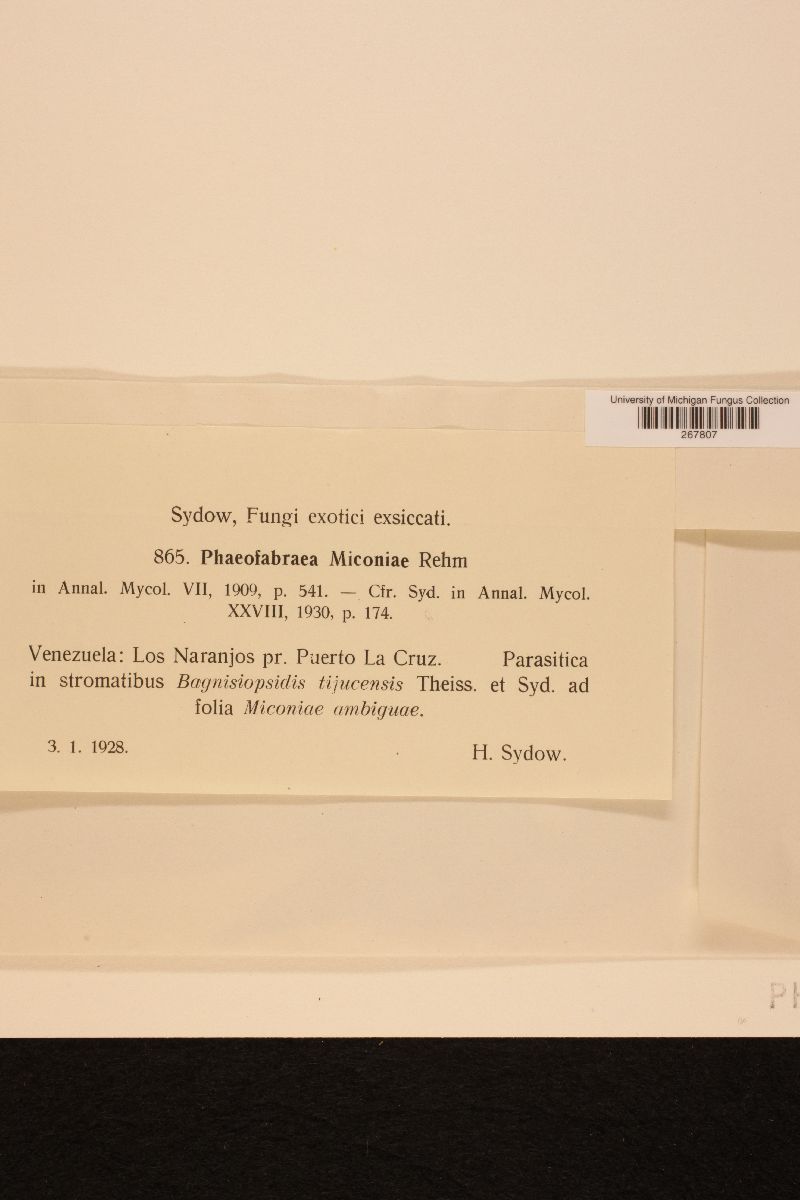 University of Michigan Fungus Collection
267807
Sydow, Fungi exotici exsiccati.
865. Phaeofabraea Miconiae Rehm
in Annal. Mycol. VII, 1909, p. 541. — Cfr. Syd. in Annal. Mycol.
XXVIII, 1930, p. 174.
Venezuela: Los Naranjos pr. Puerto La Cruz. Parasitica
in stromatibus Bagnisiopsidis tijucensis Theiss. et Syd. ad
folia Miconiae ambiguae.
3. 1. 1928. H. Sydow.